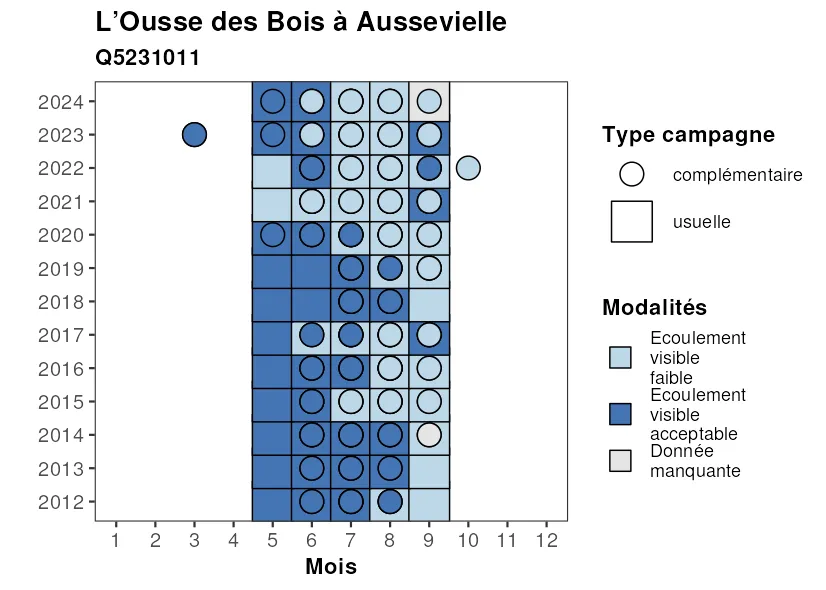 L’Ousse des Bois à Aussevielle
Q5231011
2024
2023
2022
2021
2020
2019
2018
2017
2016
2015
2014
2013
2012
1 2 3 4 5 6 7 8 9 10 11 12
Mois
Type campagne
complémentaire
usuelle
Modalités
Ecoulement
visible
faible
Ecoulement
visible
acceptable
Donnée
manquante